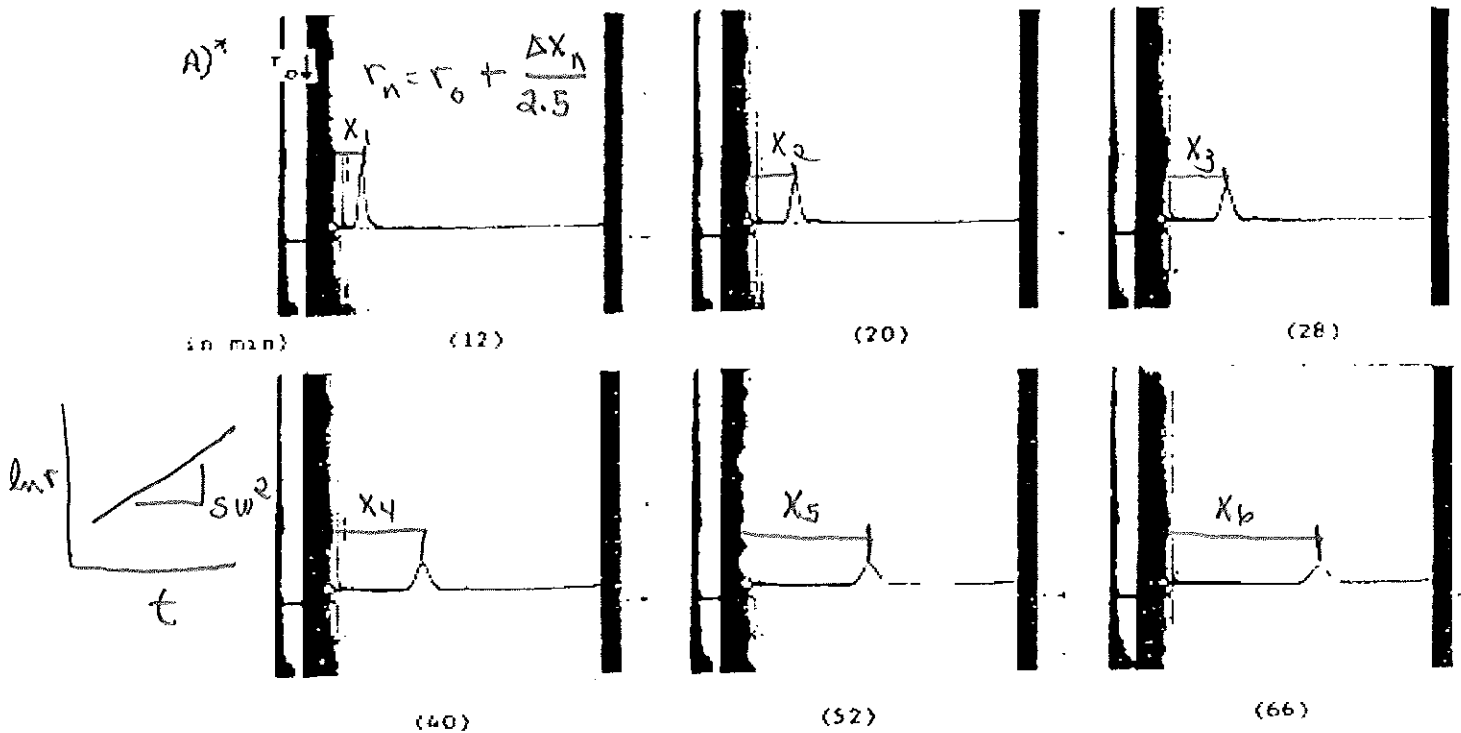 A)*
r₀↓
rₙ = r₀ + ΔXₙ / 2.5
X₁
X₂
X₃
in min)
(12)
(20)
(28)
ln r
sw²
t
X₄
X₅
X₆
(40)
(52)
(66)